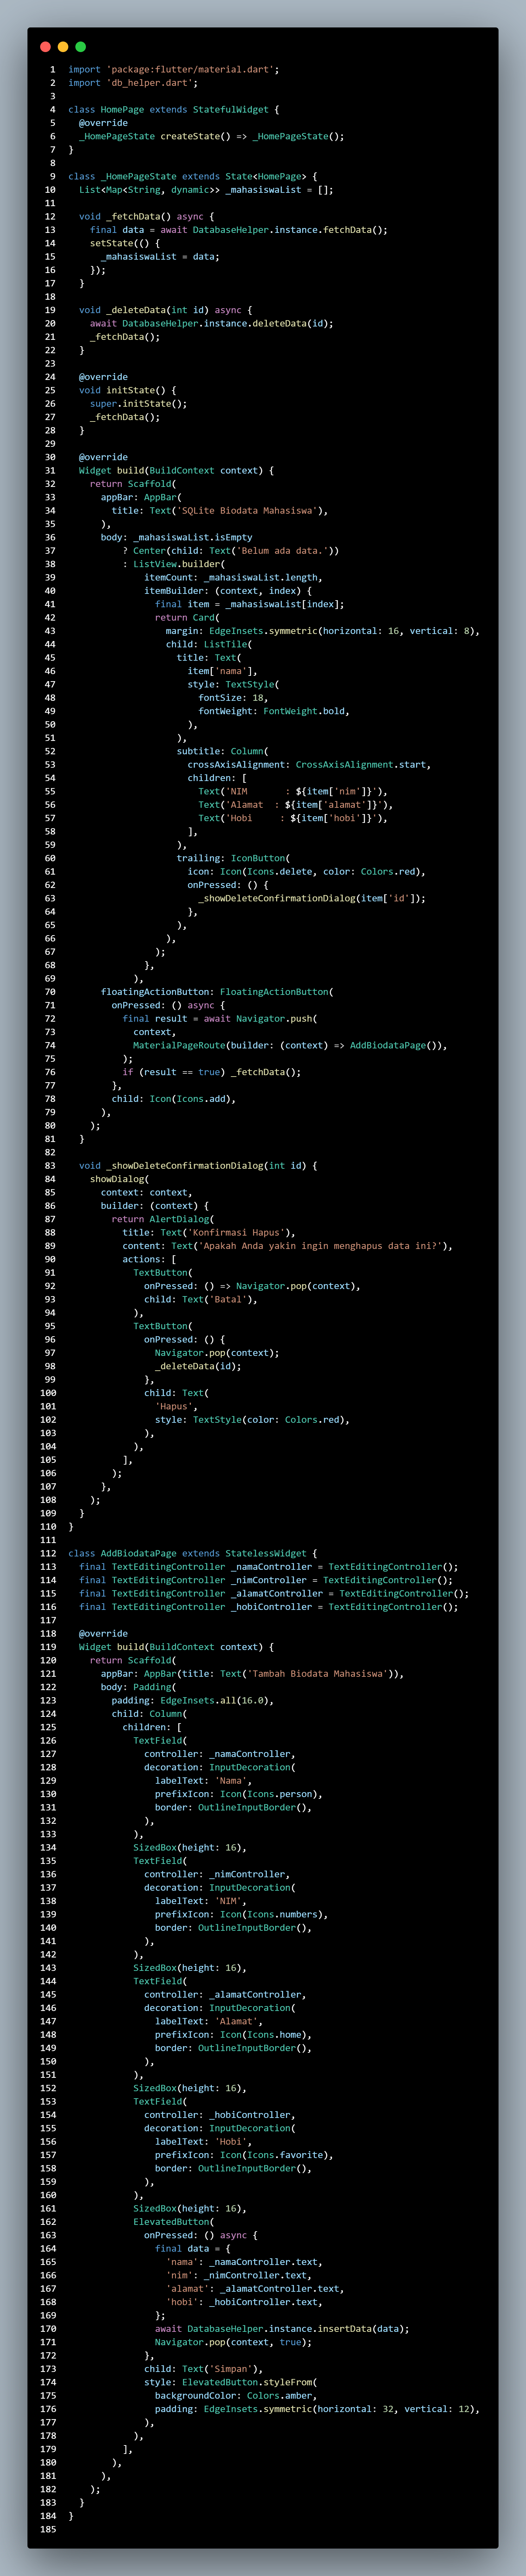 1 import 'package:flutter/material.dart';
2 import 'db_helper.dart';
3
4 class HomePage extends StatefulWidget {
5   @override
6   _HomePageState createState() => _HomePageState();
7 }
8
9 class _HomePageState extends State<HomePage> {
10   List<Map<String, dynamic>> _mahasiswaList = [];
11
12   void _fetchData() async {
13     final data = await DatabaseHelper.instance.fetchData();
14     setState(() {
15       _mahasiswaList = data;
16     });
17   }
18
19   void _deleteData(int id) async {
20     await DatabaseHelper.instance.deleteData(id);
21     _fetchData();
22   }
23
24   @override
25   void initState() {
26     super.initState();
27     _fetchData();
28   }
29
30   @override
31   Widget build(BuildContext context) {
32     return Scaffold(
33       appBar: AppBar(
34         title: Text('SQLite Biodata Mahasiswa'),
35       ),
36       body: _mahasiswaList.isEmpty
37           ? Center(child: Text('Belum ada data.'))
38           : ListView.builder(
39               itemCount: _mahasiswaList.length,
40               itemBuilder: (context, index) {
41                 final item = _mahasiswaList[index];
42                 return Card(
43                   margin: EdgeInsets.symmetric(horizontal: 16, vertical: 8),
44                   child: ListTile(
45                     title: Text(
46                       item['nama'],
47                       style: TextStyle(
48                         fontSize: 18,
49                         fontWeight: FontWeight.bold,
50                       ),
51                     ),
52                     subtitle: Column(
53                       crossAxisAlignment: CrossAxisAlignment.start,
54                       children: [
55                         Text('NIM       : ${item['nim']}'),
56                         Text('Alamat  : ${item['alamat']}'),
57                         Text('Hobi     : ${item['hobi']}'),
58                       ],
59                     ),
60                     trailing: IconButton(
61                       icon: Icon(Icons.delete, color: Colors.red),
62                       onPressed: () {
63                         _showDeleteConfirmationDialog(item['id']);
64                       },
65                     ),
66                   ),
67                 );
68               },
69             ),
70       floatingActionButton: FloatingActionButton(
71         onPressed: () async {
72           final result = await Navigator.push(
73             context,
74             MaterialPageRoute(builder: (context) => AddBiodataPage()),
75           );
76           if (result == true) _fetchData();
77         },
78         child: Icon(Icons.add),
79       ),
80     );
81   }
82
83   void _showDeleteConfirmationDialog(int id) {
84     showDialog(
85       context: context,
86       builder: (context) {
87         return AlertDialog(
88           title: Text('Konfirmasi Hapus'),
89           content: Text('Apakah Anda yakin ingin menghapus data ini?'),
90           actions: [
91             TextButton(
92               onPressed: () => Navigator.pop(context),
93               child: Text('Batal'),
94             ),
95             TextButton(
96               onPressed: () {
97                 Navigator.pop(context);
98                 _deleteData(id);
99               },
100               child: Text(
101                 'Hapus',
102                 style: TextStyle(color: Colors.red),
103               ),
104             ),
105           ],
106         );
107       },
108     );
109   }
110 }
111
112 class AddBiodataPage extends StatelessWidget {
113   final TextEditingController _namaController = TextEditingController();
114   final TextEditingController _nimController = TextEditingController();
115   final TextEditingController _alamatController = TextEditingController();
116   final TextEditingController _hobiController = TextEditingController();
117
118   @override
119   Widget build(BuildContext context) {
120     return Scaffold(
121       appBar: AppBar(title: Text('Tambah Biodata Mahasiswa')),
122       body: Padding(
123         padding: EdgeInsets.all(16.0),
124         child: Column(
125           children: [
126             TextField(
127               controller: _namaController,
128               decoration: InputDecoration(
129                 labelText: 'Nama',
130                 prefixIcon: Icon(Icons.person),
131                 border: OutlineInputBorder(),
132               ),
133             ),
134             SizedBox(height: 16),
135             TextField(
136               controller: _nimController,
137               decoration: InputDecoration(
138                 labelText: 'NIM',
139                 prefixIcon: Icon(Icons.numbers),
140                 border: OutlineInputBorder(),
141               ),
142             ),
143             SizedBox(height: 16),
144             TextField(
145               controller: _alamatController,
146               decoration: InputDecoration(
147                 labelText: 'Alamat',
148                 prefixIcon: Icon(Icons.home),
149                 border: OutlineInputBorder(),
150               ),
151             ),
152             SizedBox(height: 16),
153             TextField(
154               controller: _hobiController,
155               decoration: InputDecoration(
156                 labelText: 'Hobi',
157                 prefixIcon: Icon(Icons.favorite),
158                 border: OutlineInputBorder(),
159               ),
160             ),
161             SizedBox(height: 16),
162             ElevatedButton(
163               onPressed: () async {
164                 final data = {
165                   'nama': _namaController.text,
166                   'nim': _nimController.text,
167                   'alamat': _alamatController.text,
168                   'hobi': _hobiController.text,
169                 };
170                 await DatabaseHelper.instance.insertData(data);
171                 Navigator.pop(context, true);
172               },
173               child: Text('Simpan'),
174               style: ElevatedButton.styleFrom(
175                 backgroundColor: Colors.amber,
176                 padding: EdgeInsets.symmetric(horizontal: 32, vertical: 12),
177               ),
178             ),
179           ],
180         ),
181       ),
182     );
183   }
184 }
185